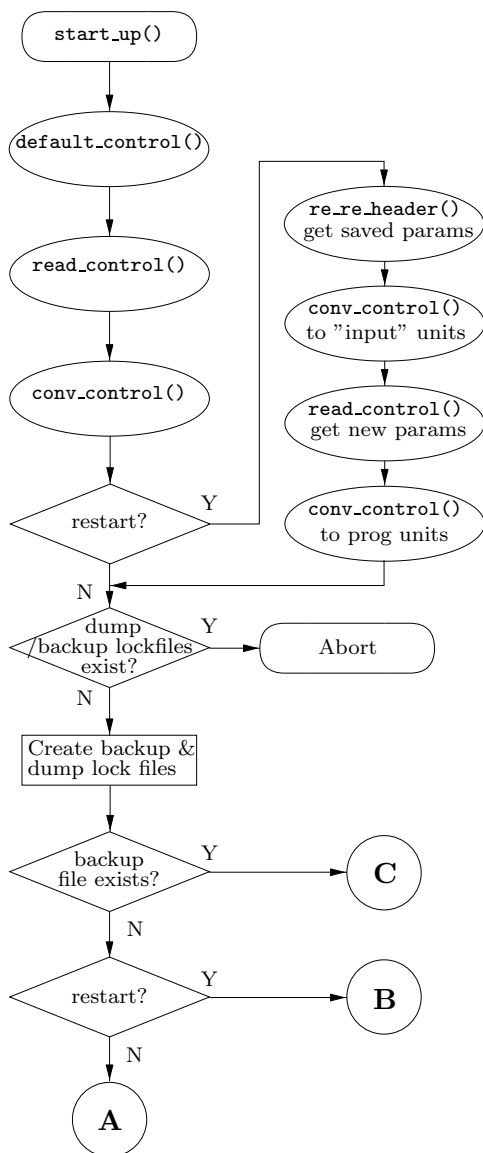 start_up()
default_control()
read_control()
conv_control()
restart?
Y
re_re_header()
get saved params
conv_control()
to "input" units
read_control()
get new params
conv_control()
to prog units
N
dump
/backup lockfiles
exist?
Y
Abort
N
Create backup &
dump lock files
backup
file exists?
Y
C
N
restart?
Y
B
N
A